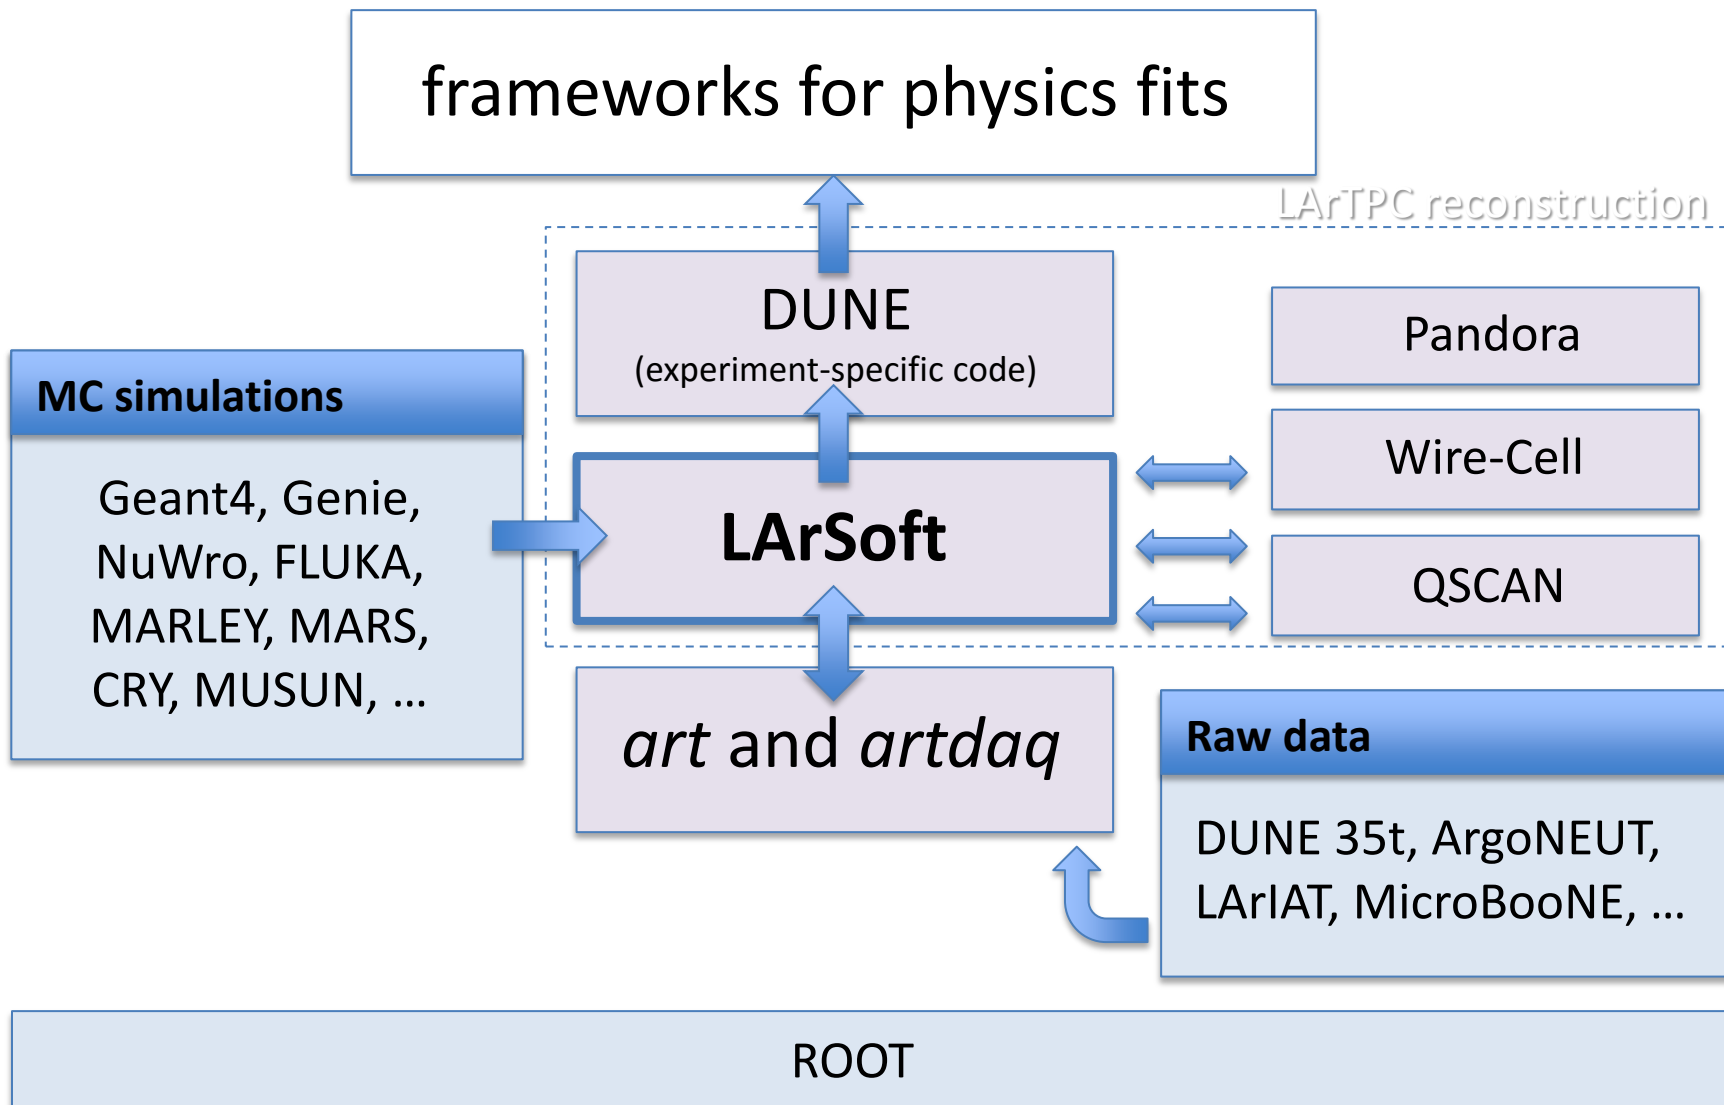 frameworks for physics fits
LArTPC reconstruction
DUNE
(experiment-specific code)
Pandora
MC simulations
Wire-Cell
Geant4, Genie,
NuWro, FLUKA,
MARLEY, MARS,
CRY, MUSUN, ...
LArSoft
QSCAN
art and artdaq
Raw data
DUNE 35t, ArgoNEUT,
LArIAT, MicroBooNE, ...
ROOT